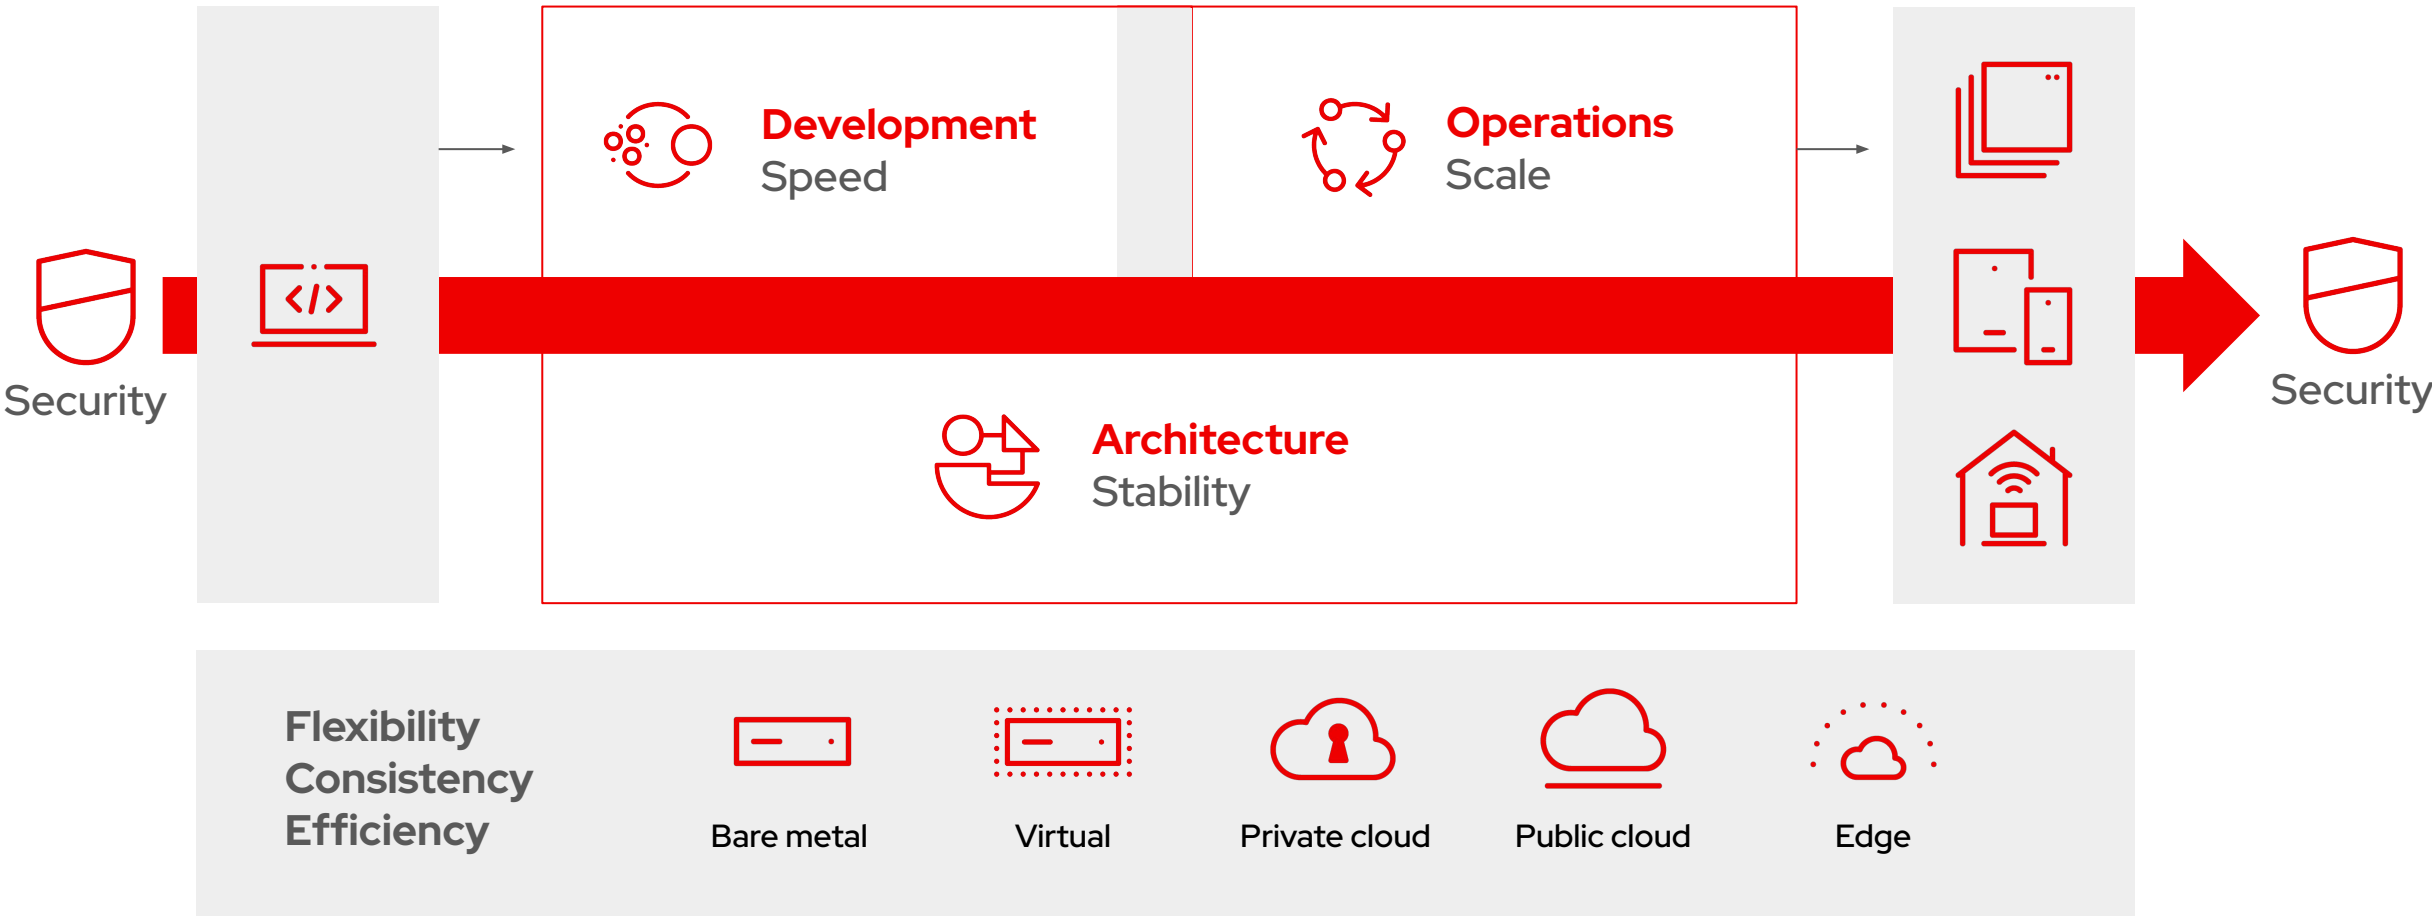 Development
Speed
Operations
Scale
Security
</>
Security
Architecture
Stability
Flexibility
Consistency
Efficiency
Bare metal
Virtual
Private cloud
Public cloud
Edge